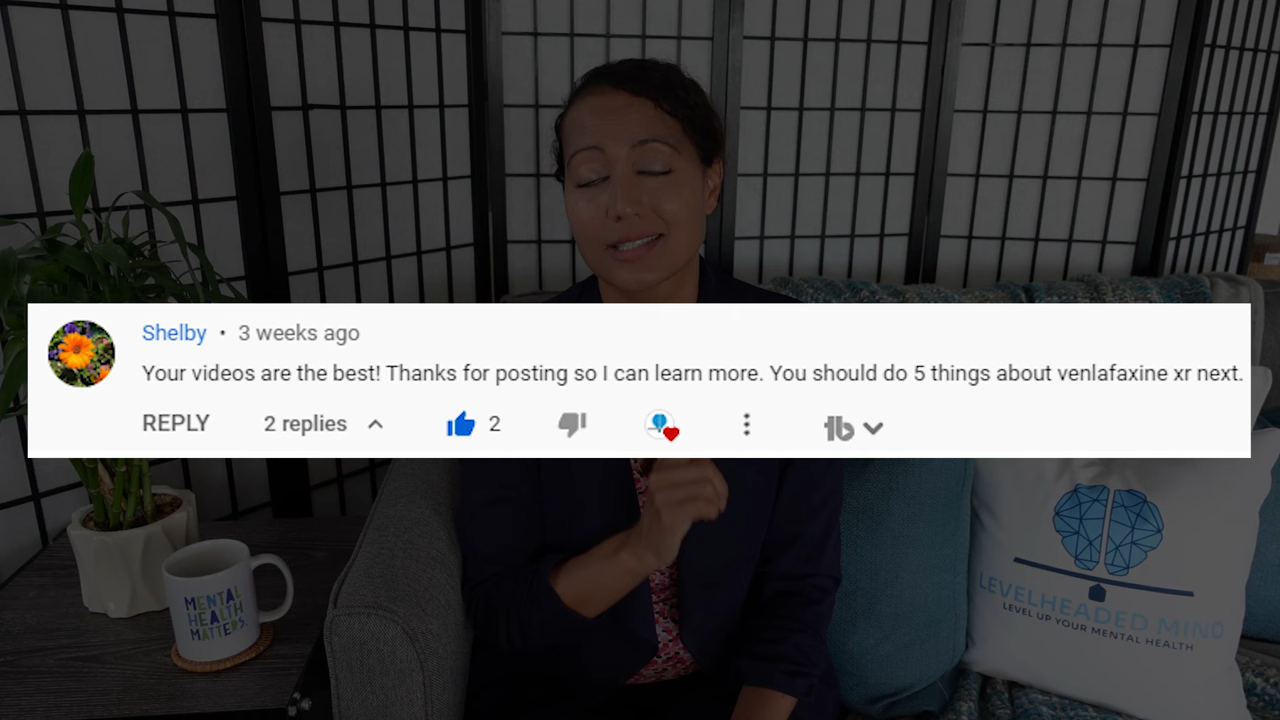 Shelby • 3 weeks ago
Your videos are the best! Thanks for posting so I can learn more. You should do 5 things about venlafaxine xr next.
REPLY 2 replies 2
MENTAL
HEALTH
MATTERS.
LEVELHEADED MIND
LEVEL UP YOUR MENTAL HEALTH